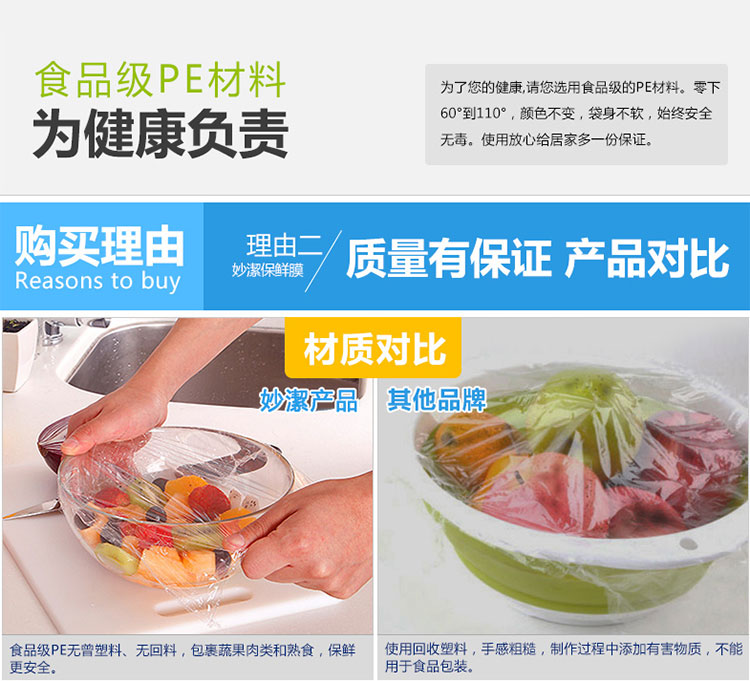 食品级PE材料
为健康负责
为了您的健康,请您选用食品级的PE材料。零下
60°到110°，颜色不变，袋身不软，始终安全
无毒。使用放心给居家多一份保证。
购买理由
Reasons to buy
理由二
妙潔保鲜膜
质量有保证 产品对比
材质对比
妙潔产品
其他品牌
食品级PE无曾塑料、无回料，包裹蔬果肉类和熟食，保鲜
更安全。
使用回收塑料，手感粗糙，制作过程中添加有害物质，不能
用于食品包装。